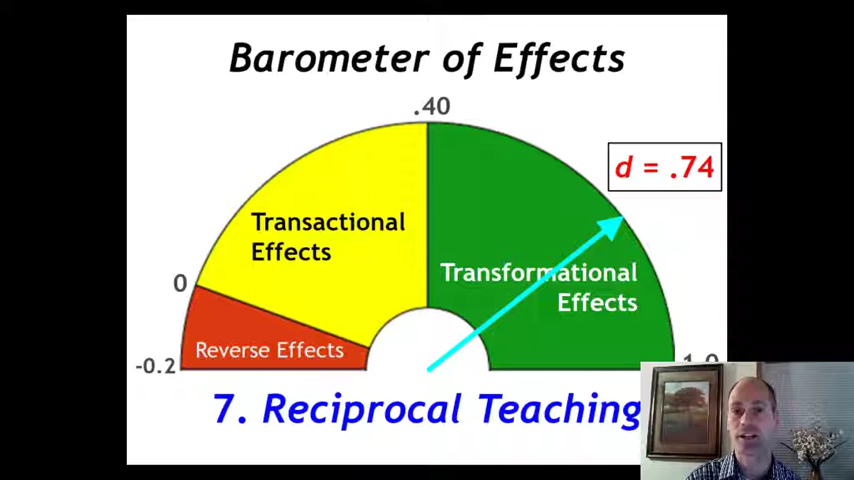 Barometer of Effects
.40
d = .74
Transactional
Effects
Transformational
Effects
0
Reverse Effects
-0.2
1.0
7. Reciprocal Teaching